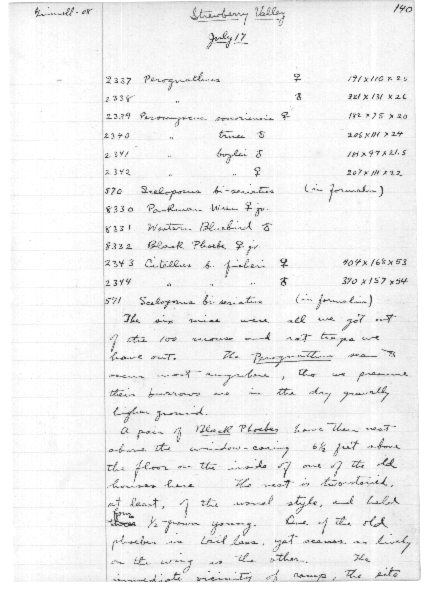 Grinnell - 08
Strawberry Valley
140
July 17
2337 Perognathus ♀ 191 x 110 x 25
2338 " ♂ 221 x 131 x 26
2339 Peromyscus sonoriensis ♀ 182 x 75 x 20
2340 " truei ♂ 205 x 111 x 24
2341 " boylei ♂ 189 x 97 x 21.5
2342 " " ♀ 207 x 111 x 22
570 Sceloporus bi-seriatus (in formalin)
8330 Parkman Wren ♀ jv.
8331 Western Bluebird ♂
8332 Black Phoebe ♀ jv
2343 Citellus b. fisheri ♀ 404 x 168 x 53
2344 " " " ♂ 390 x 157 x 54
571 Sceloporus bi-seriatus (in formalin)
The six mice were all we got out
of the 100 mouse and rat traps we
have out. The Perognathus seem to
occur most anywhere, tho we presume
their burrows are in the dry gravelly
higher ground.
A pair of Black Phoebes have their nest
above the window-casing 6½ feet above
the floor on the inside of one of the old
houses here. The nest is two-storied,
at least, of the usual style, and held
four ½ grown young. One of the old
phoebes is tail less, yet seems as lively
on the wing as the other. The
immediate vicinity of camp, the site